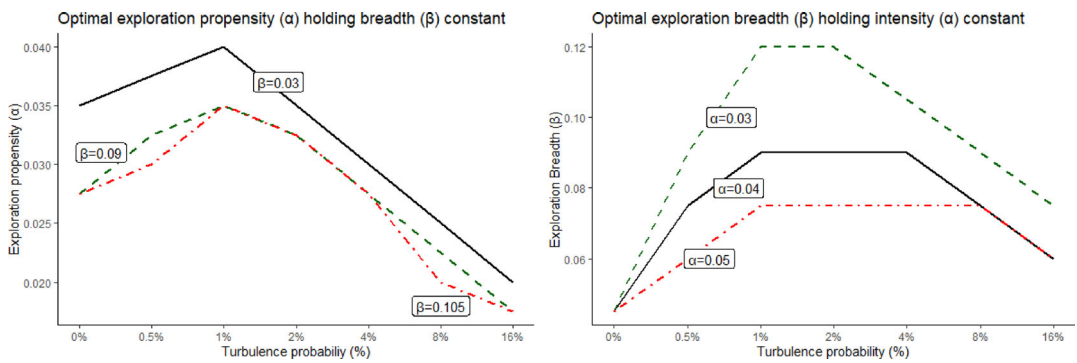 Optimal exploration propensity (α) holding breadth (β) constant
Exploration propensity (α)
0.040
0.035
0.030
0.025
0.020
β=0.03
β=0.09
β=0.105
0% 0.5% 1% 2% 4% 8% 16%
Turbulence probabiliy (%)
Optimal exploration breadth (β) holding intensity (α) constant
Exploration Breadth (β)
0.12
0.10
0.08
0.06
α=0.03
α=0.04
α=0.05
0% 0.5% 1% 2% 4% 8% 16%
Turbulence probabiliy (%)